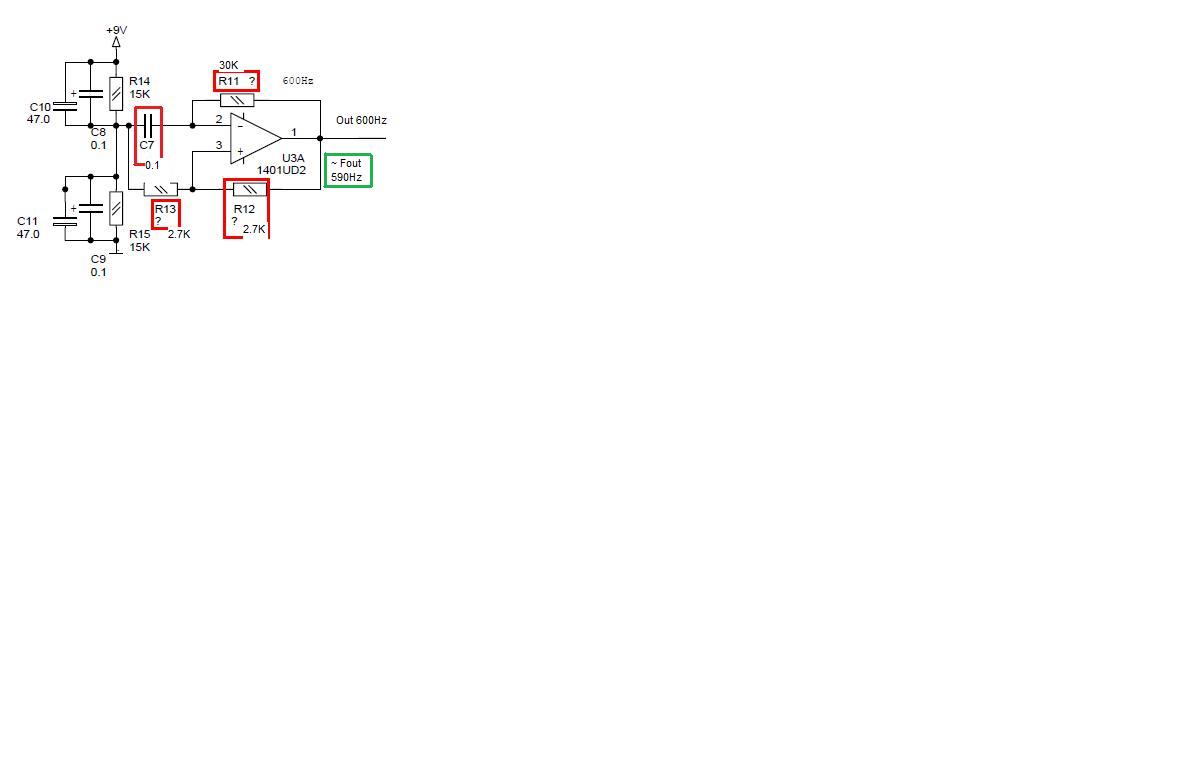 +9V
R14
15K
C10
47.0
C8
0.1
+
30K
R11 ?
600Hz
C7
0.1
2
3
1
U3A
1401UD2
Out 600Hz
~ Fout
590Hz
R13
?
2.7K
R12
?
2.7K
+
C11
47.0
R15
15K
C9
0.1